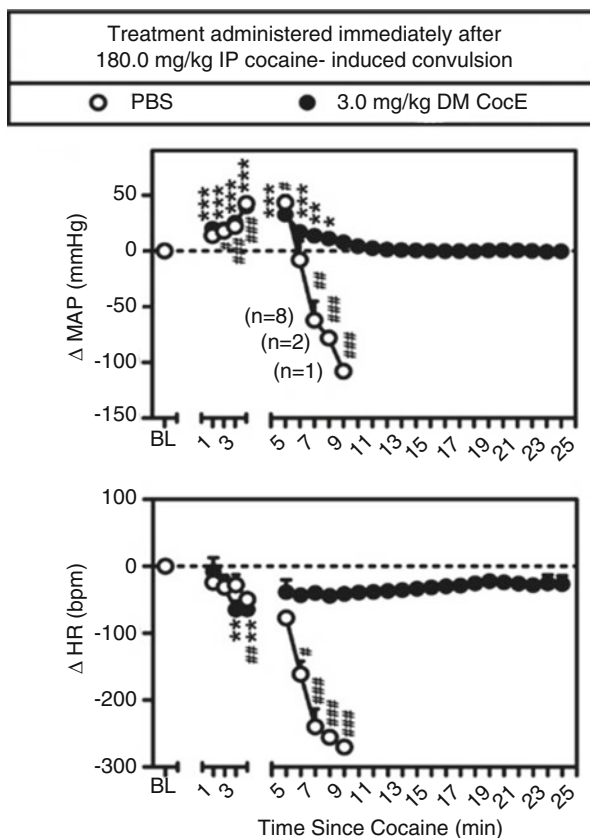 Treatment administered immediately after
180.0 mg/kg IP cocaine- induced convulsion
PBS
3.0 mg/kg DM CocE
Δ MAP (mmHg)
50
0
-50
-100
-150
***
***
***
***
#
##
###
***
#
***
**
*
##
###
###
(n=8)
(n=2)
(n=1)
BL 1 3 5 7 9 11 13 15 17 19 21 23 25
Δ HR (bpm)
100
0
-100
-200
-300
**
**
##
#
###
###
###
BL 1 3 5 7 9 11 13 15 17 19 21 23 25
Time Since Cocaine (min)